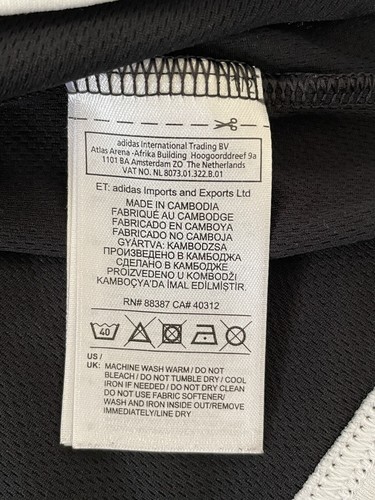 1/2
adidas International Trading BV
Atlas Arena -Afrika Building Hoogoorddreef 9a
1101 BA Amsterdam ZO The Netherlands
VAT NO. NL 8073.01.322.B.01
ET: adidas Imports and Exports Ltd
MADE IN CAMBODIA
FABRIQUÉ AU CAMBODGE
FABRICADO EN CAMBOYA
FABRICADO NO CAMBOJA
GYÁRTVA: KAMBODZSA
ПРОИЗВЕДЕНО В КАМБОДЖА
СДЕЛАНО В КАМБОДЖЕ
PROIZVEDENO U KOMBODŽI
KAMBOÇYA'DA İMAL EDİLMİŞTİR.
RN# 88387 CA# 40312
40
US /
UK: MACHINE WASH WARM / DO NOT
BLEACH / DO NOT TUMBLE DRY / COOL
IRON IF NEEDED / DO NOT DRY CLEAN
DO NOT USE FABRIC SOFTENER/
WASH AND IRON INSIDE OUT/REMOVE
IMMEDIATELY/LINE DRY